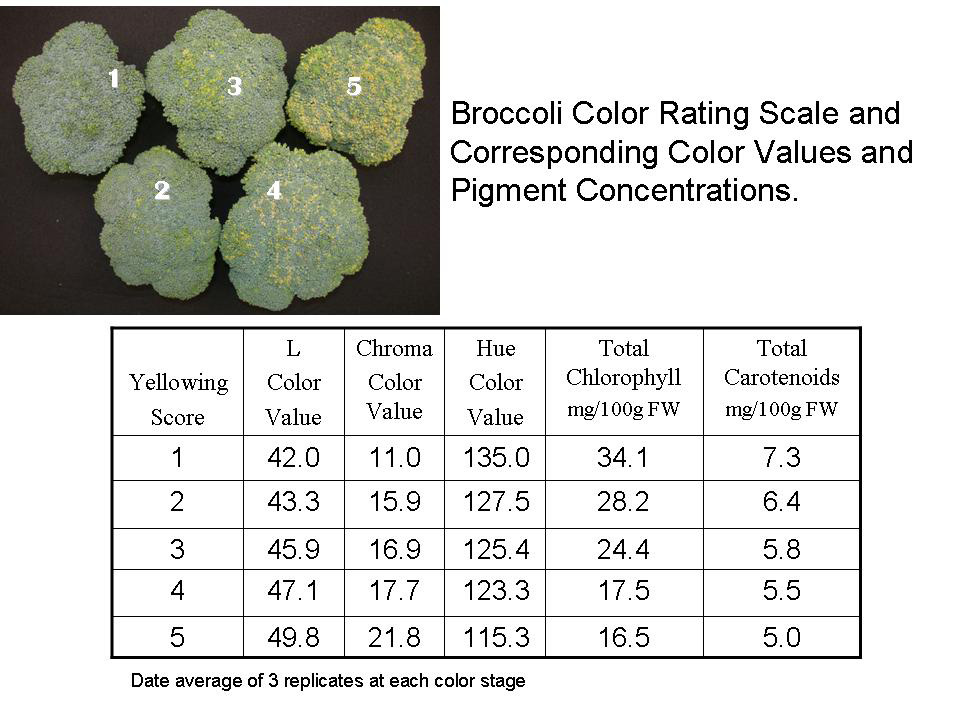 1
3
5
2
4
Broccoli Color Rating Scale and
Corresponding Color Values and
Pigment Concentrations.
Yellowing Score L Color Value Chroma Color Value Hue Color Value Total Chlorophyll mg/100g FW Total Carotenoids mg/100g FW
1 42.0 11.0 135.0 34.1 7.3
2 43.3 15.9 127.5 28.2 6.4
3 45.9 16.9 125.4 24.4 5.8
4 47.1 17.7 123.3 17.5 5.5
5 49.8 21.8 115.3 16.5 5.0
Date average of 3 replicates at each color stage